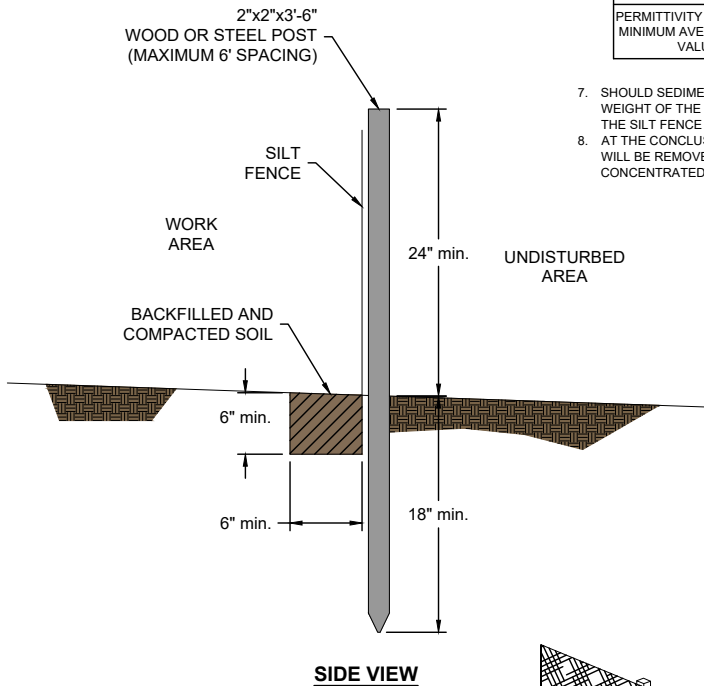 2"x2"x3'-6"
WOOD OR STEEL POST
(MAXIMUM 6' SPACING)
PERMITTIVITY
MINIMUM AVE
VALU
7. SHOULD SEDIME
WEIGHT OF THE
THE SILT FENCE
8. AT THE CONCLUS
WILL BE REMOVE
CONCENTRATED
SILT
FENCE
WORK
AREA
24" min.
UNDISTURBED
AREA
BACKFILLED AND
COMPACTED SOIL
6" min.
6" min.
18" min.
SIDE VIEW